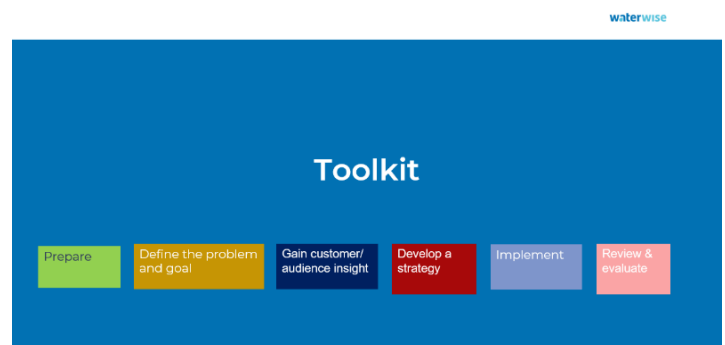 waterwise
Toolkit
Prepare
Define the problem
and goal
Gain customer/
audience insight
Develop a
strategy
Implement
Review &
evaluate